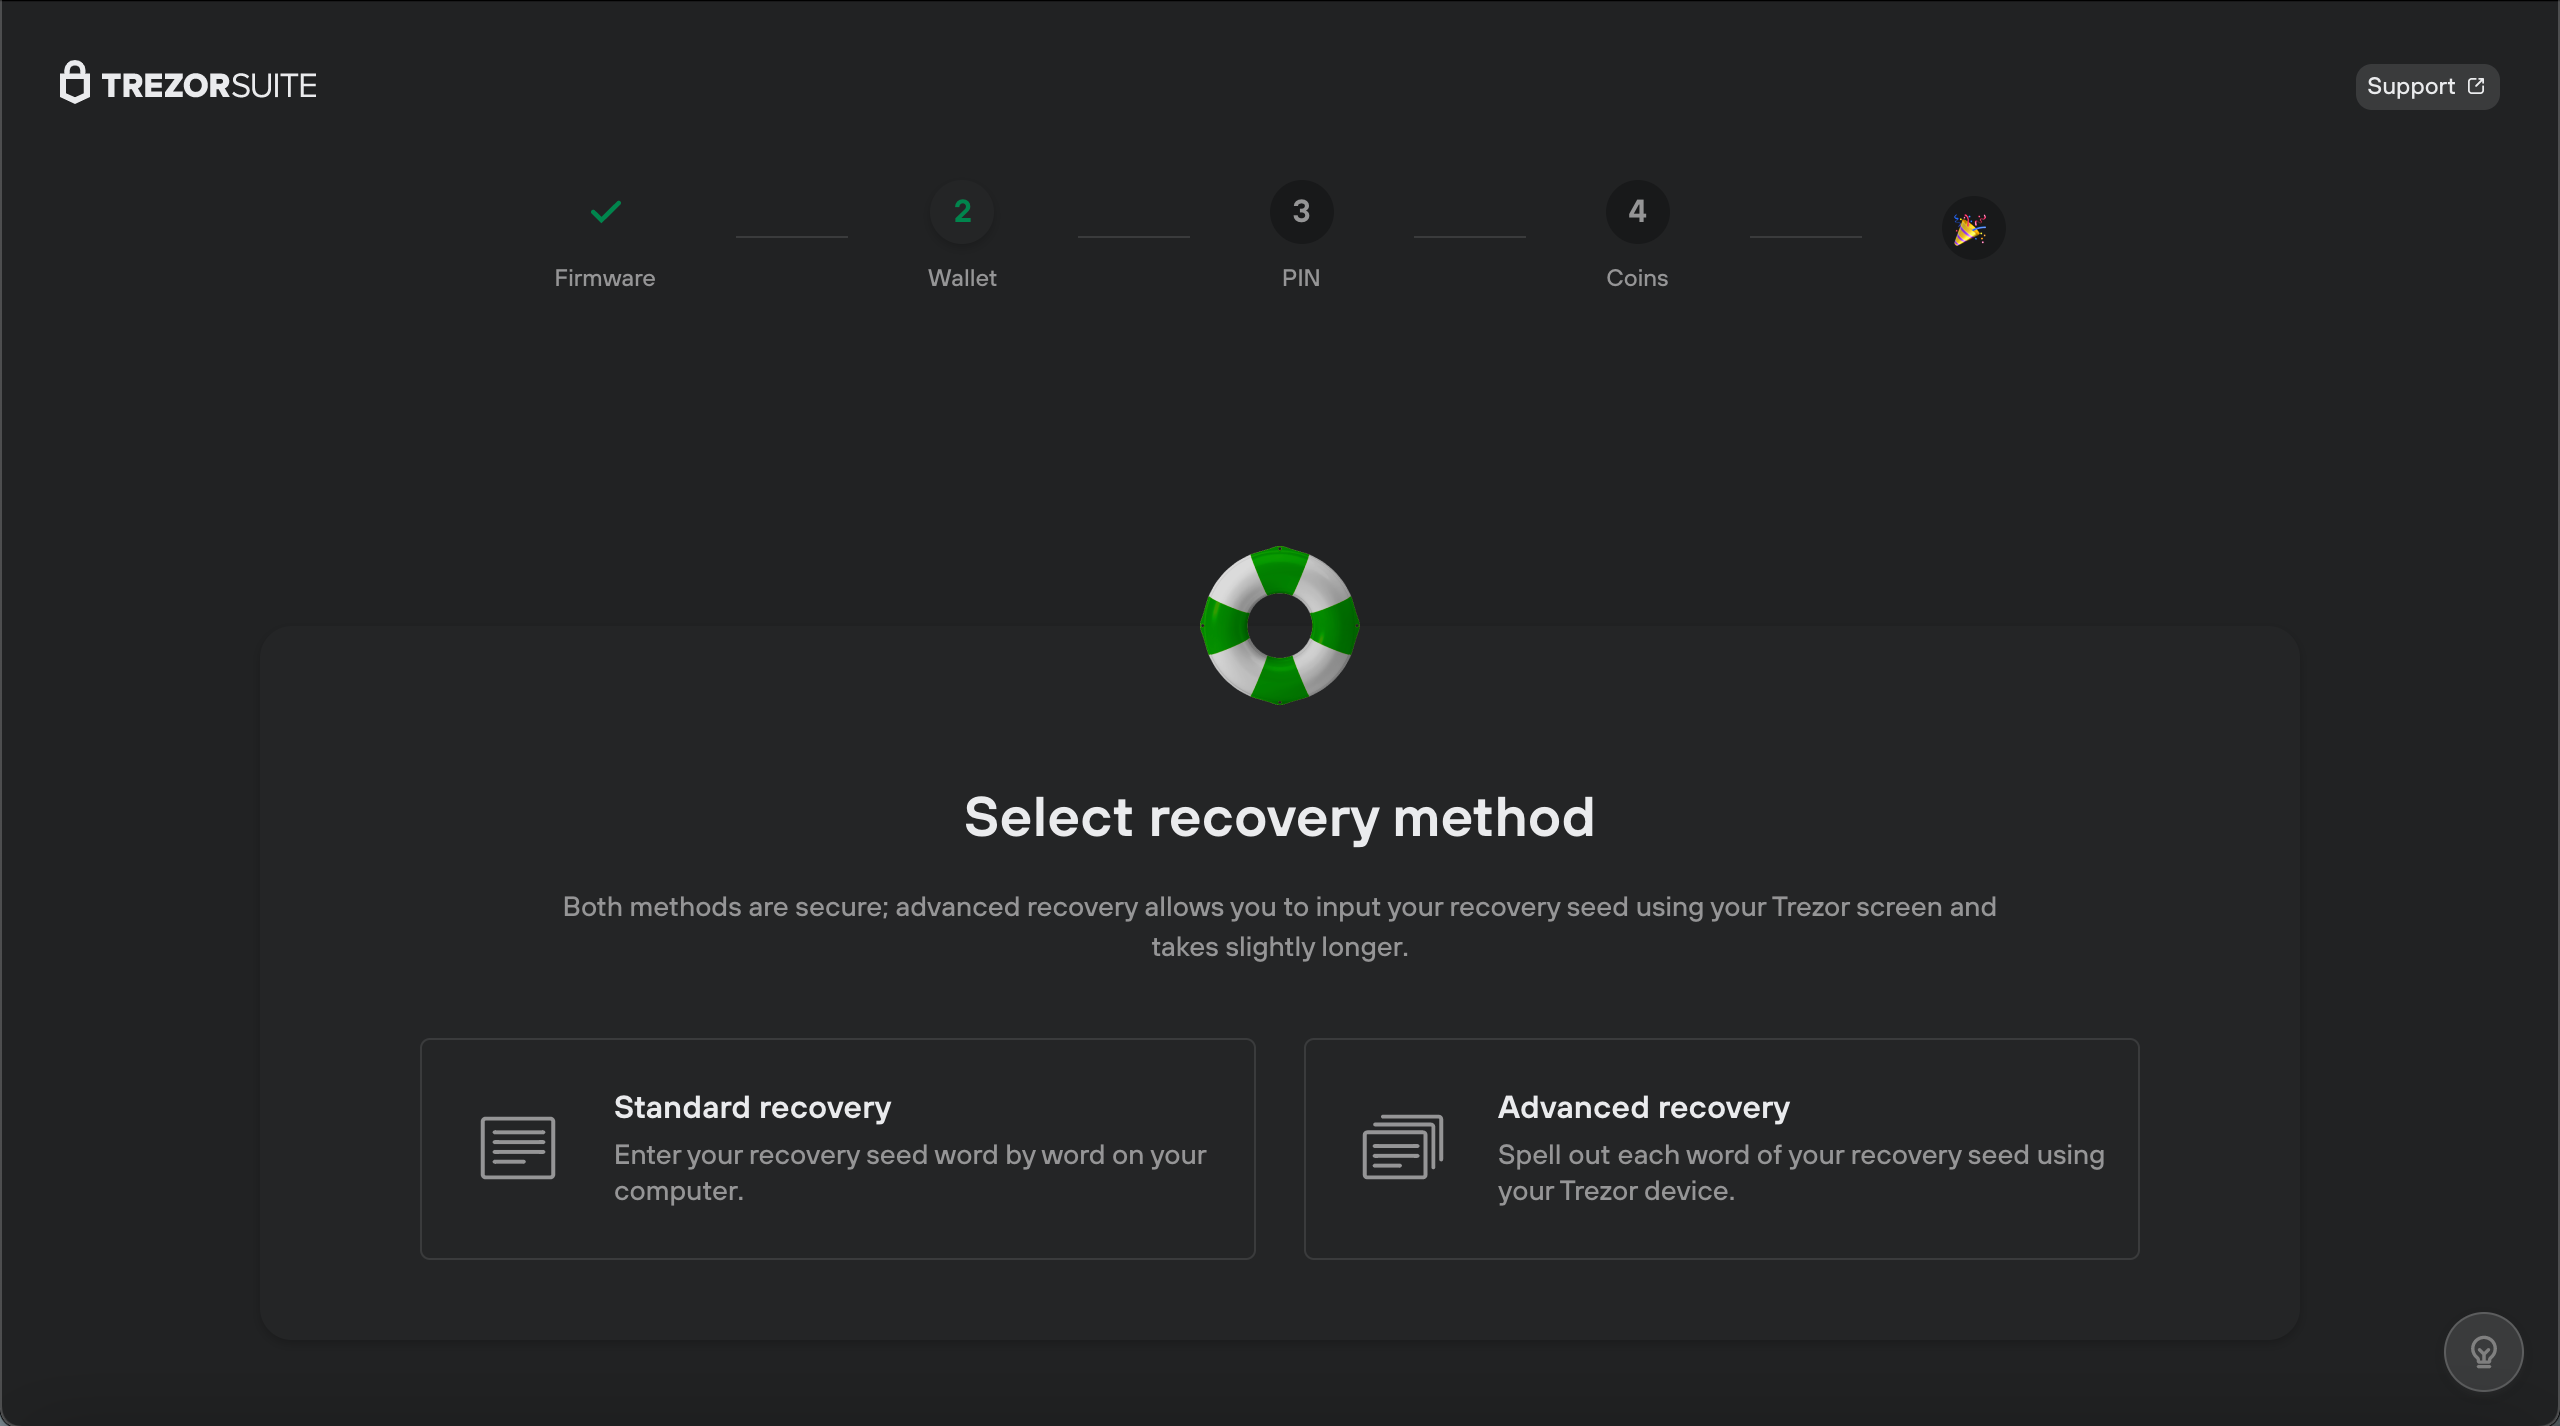 TREZORSUITE
Support
2
3
4
Firmware
Wallet
PIN
Coins
Select recovery method
Both methods are secure; advanced recovery allows you to input your recovery seed using your Trezor screen and
takes slightly longer.
Standard recovery
Enter your recovery seed word by word on your
computer.
Advanced recovery
Spell out each word of your recovery seed using
your Trezor device.